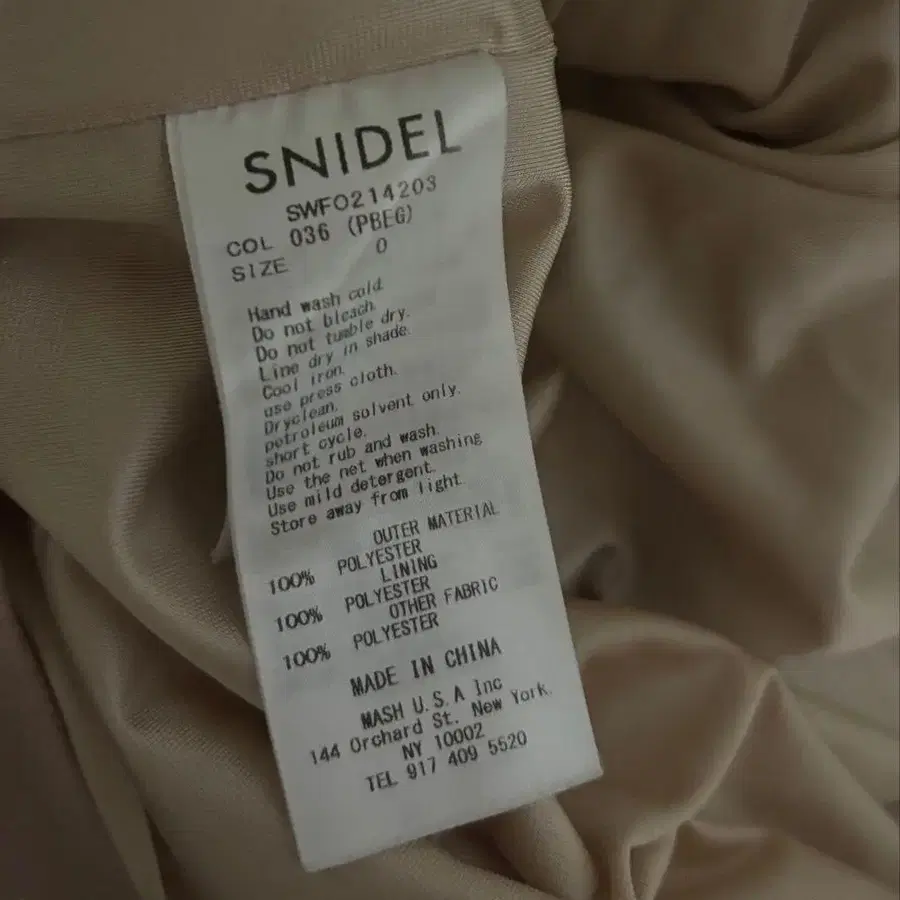 SNIDEL
SWFO214203
COL 036 (PBEG)
SIZE 0
Hand wash cold.
Do not bleach.
Do not tumble dry.
Line dry in shade.
Cool iron.
use press cloth.
Dryclean.
petroleum solvent only.
short cycle.
Do not rub and wash.
Use the net when washing
Use mild detergent.
Store away from light.
OUTER MATERIAL
100% POLYESTER
LINING
100% POLYESTER
OTHER FABRIC
100% POLYESTER
MADE IN CHINA
MASH U.S.A Inc
144 Orchard St. New York.
NY 10002
TEL 917 409 5520